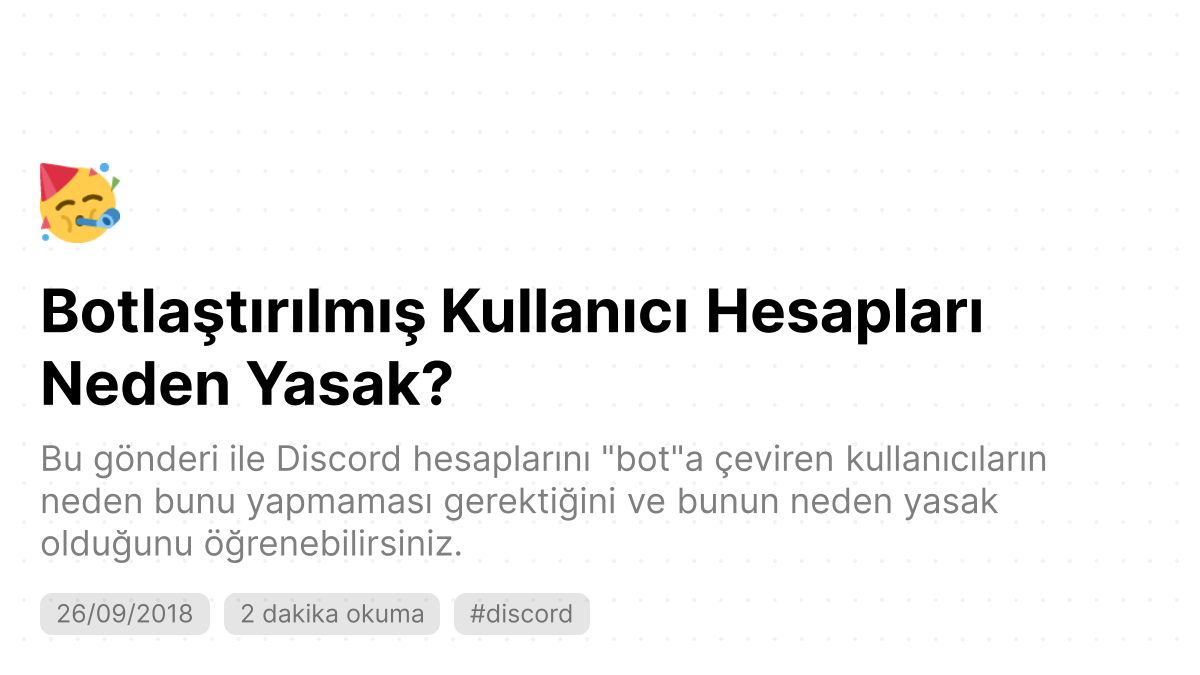 Botlaştırılmış Kullanıcı Hesapları
Neden Yasak?
Bu gönderi ile Discord hesaplarını "bot"a çeviren kullanıcıların
neden bunu yapmaması gerektiğini ve bunun neden yasak
olduğunu öğrenebilirsiniz.
26/09/2018 2 dakika okuma #discord